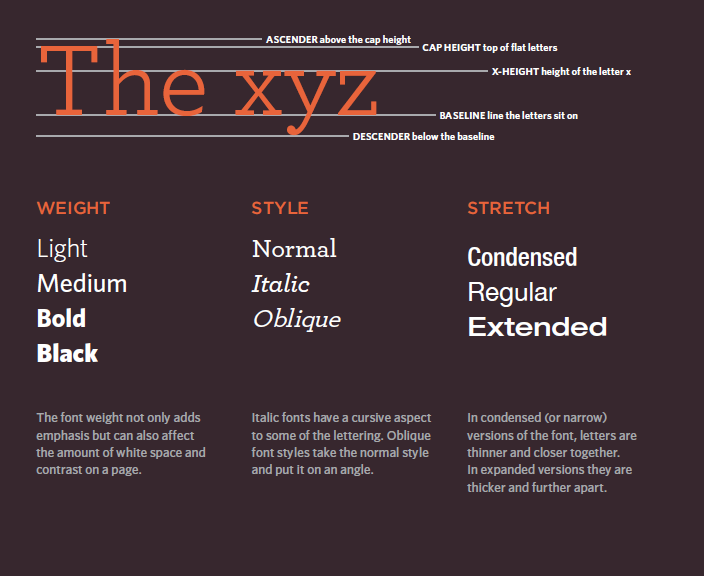 ASCENDER above the cap height
CAP HEIGHT top of flat letters
The xyz
X-HEIGHT height of the letter x
BASELINE line the letters sit on
DESCENDER below the baseline
WEIGHT
Light
Medium
Bold
Black
The font weight not only adds
emphasis but can also affect
the amount of white space and
contrast on a page.
STYLE
Normal
Italic
Oblique
Italic fonts have a cursive aspect
to some of the lettering. Oblique
font styles take the normal style
and put it on an angle.
STRETCH
Condensed
Regular
Extended
In condensed (or narrow)
versions of the font, letters are
thinner and closer together.
In expanded versions they are
thicker and further apart.